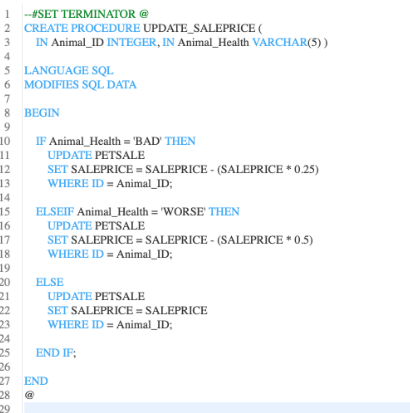 1 --#SET TERMINATOR @
2 CREATE PROCEDURE UPDATE_SALEPRICE (
3 IN Animal_ID INTEGER, IN Animal_Health VARCHAR(5) )
4
5 LANGUAGE SQL
6 MODIFIES SQL DATA
7
8 BEGIN
9
10 IF Animal_Health = 'BAD' THEN
11 UPDATE PETSALE
12 SET SALEPRICE = SALEPRICE - (SALEPRICE * 0.25)
13 WHERE ID = Animal_ID;
14
15 ELSEIF Animal_Health = 'WORSE' THEN
16 UPDATE PETSALE
17 SET SALEPRICE = SALEPRICE - (SALEPRICE * 0.5)
18 WHERE ID = Animal_ID;
19
20 ELSE
21 UPDATE PETSALE
22 SET SALEPRICE = SALEPRICE
23 WHERE ID = Animal_ID;
24
25 END IF;
26
27 END
28 @
29